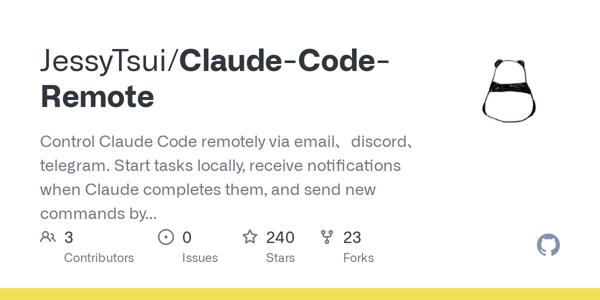 JessyTsui/Claude-Code-
Remote
Control Claude Code remotely via email、 discord、
telegram. Start tasks locally, receive notifications
when Claude completes them, and send new
commands by...
3 0 240 23
Contributors Issues Stars Forks